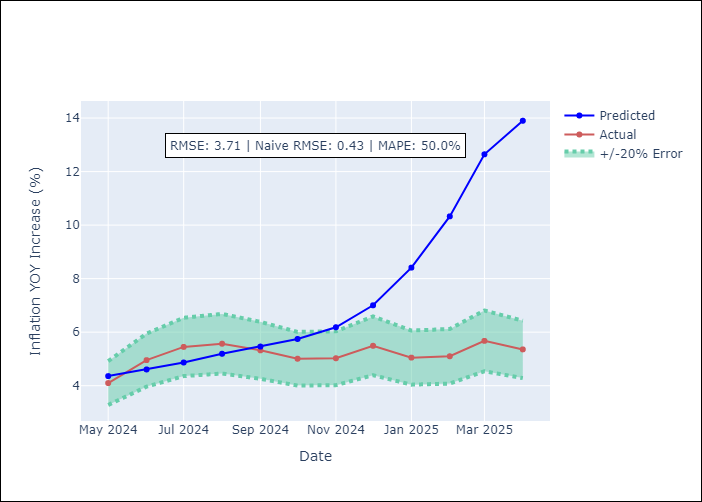 Predicted
Actual
+/-20% Error
RMSE: 3.71 | Naive RMSE: 0.43 | MAPE: 50.0%
Inflation YOY Increase (%)
14
12
10
8
6
4
May 2024 Jul 2024 Sep 2024 Nov 2024 Jan 2025 Mar 2025
Date